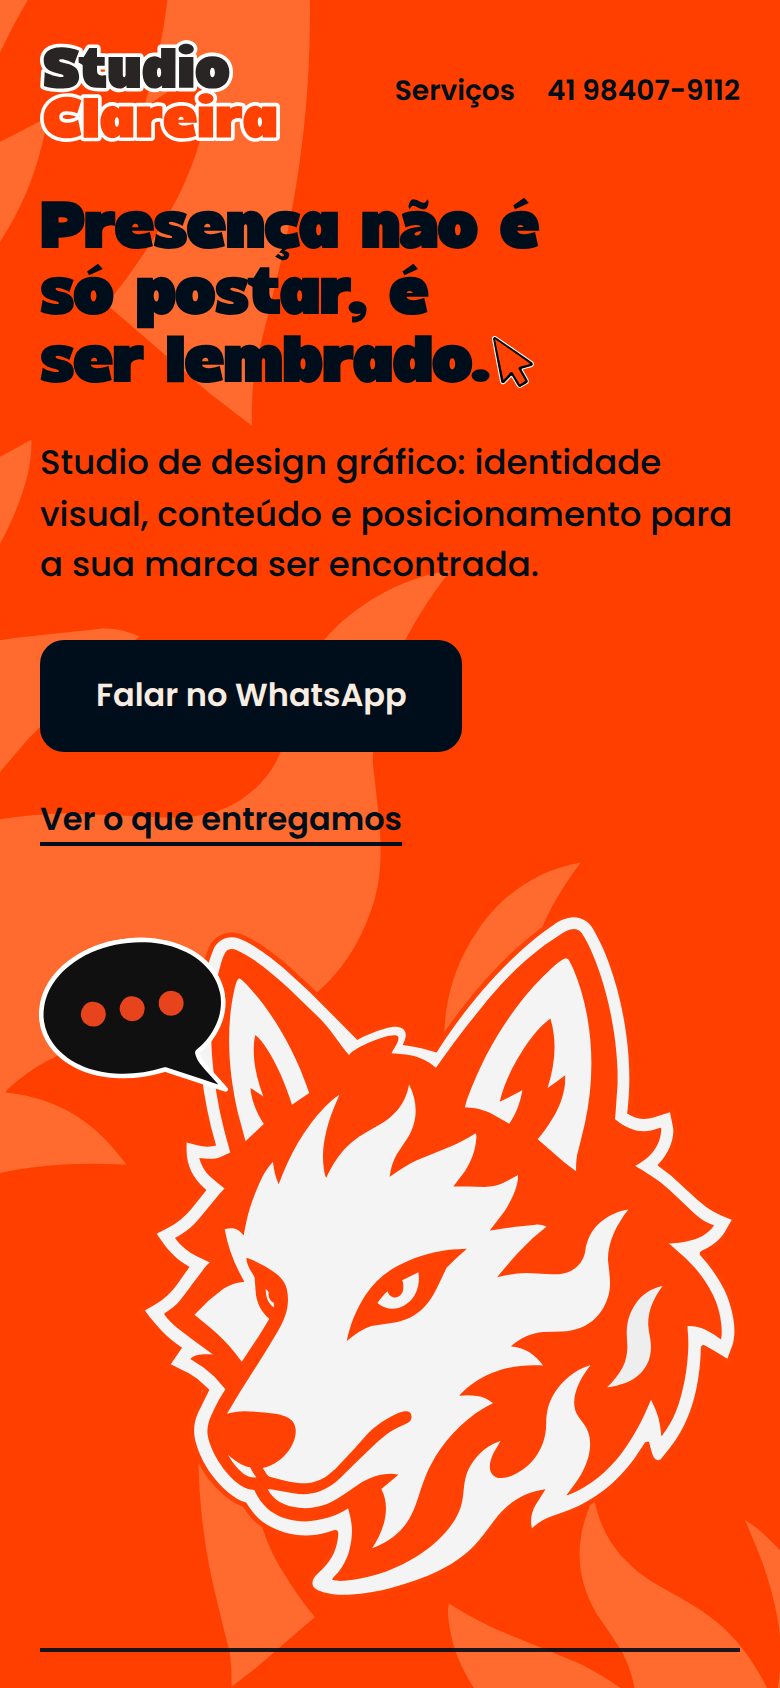 Studio
Clareira
Serviços 41 98407-9112
Presença não é
só postar, é
ser lembrado.
Studio de design gráfico: identidade
visual, conteúdo e posicionamento para
a sua marca ser encontrada.
Falar no WhatsApp
Ver o que entregamos